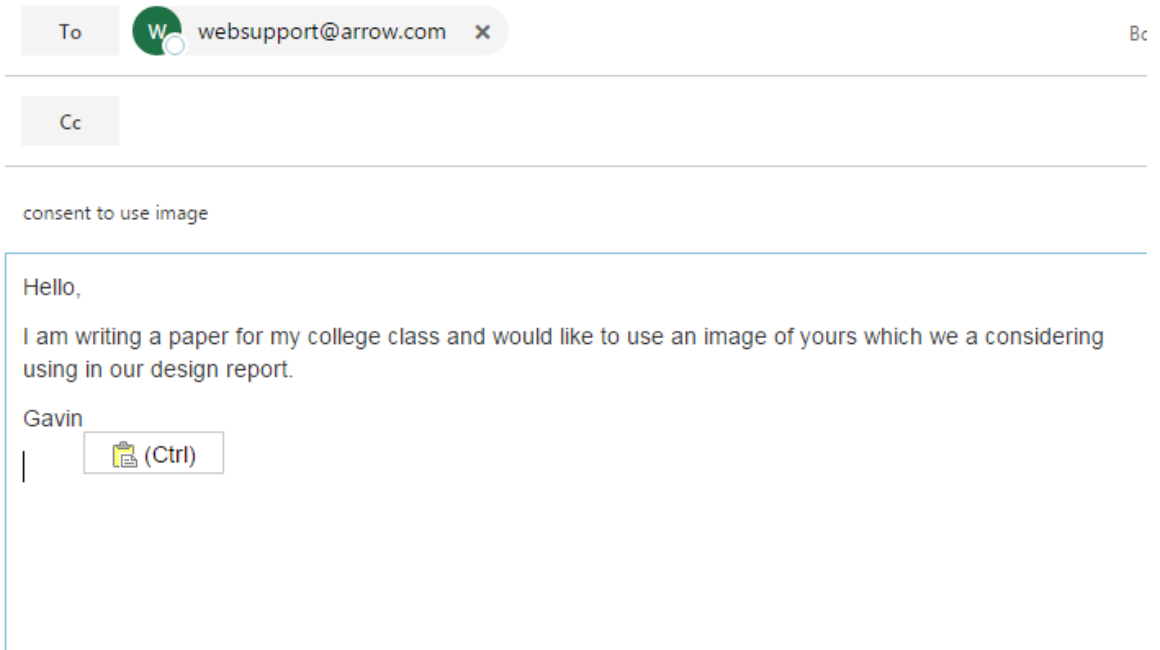 To W websupport@arrow.com ×
Cc
consent to use image
Hello,
I am writing a paper for my college class and would like to use an image of yours which we a considering
using in our design report.
Gavin
(Ctrl)